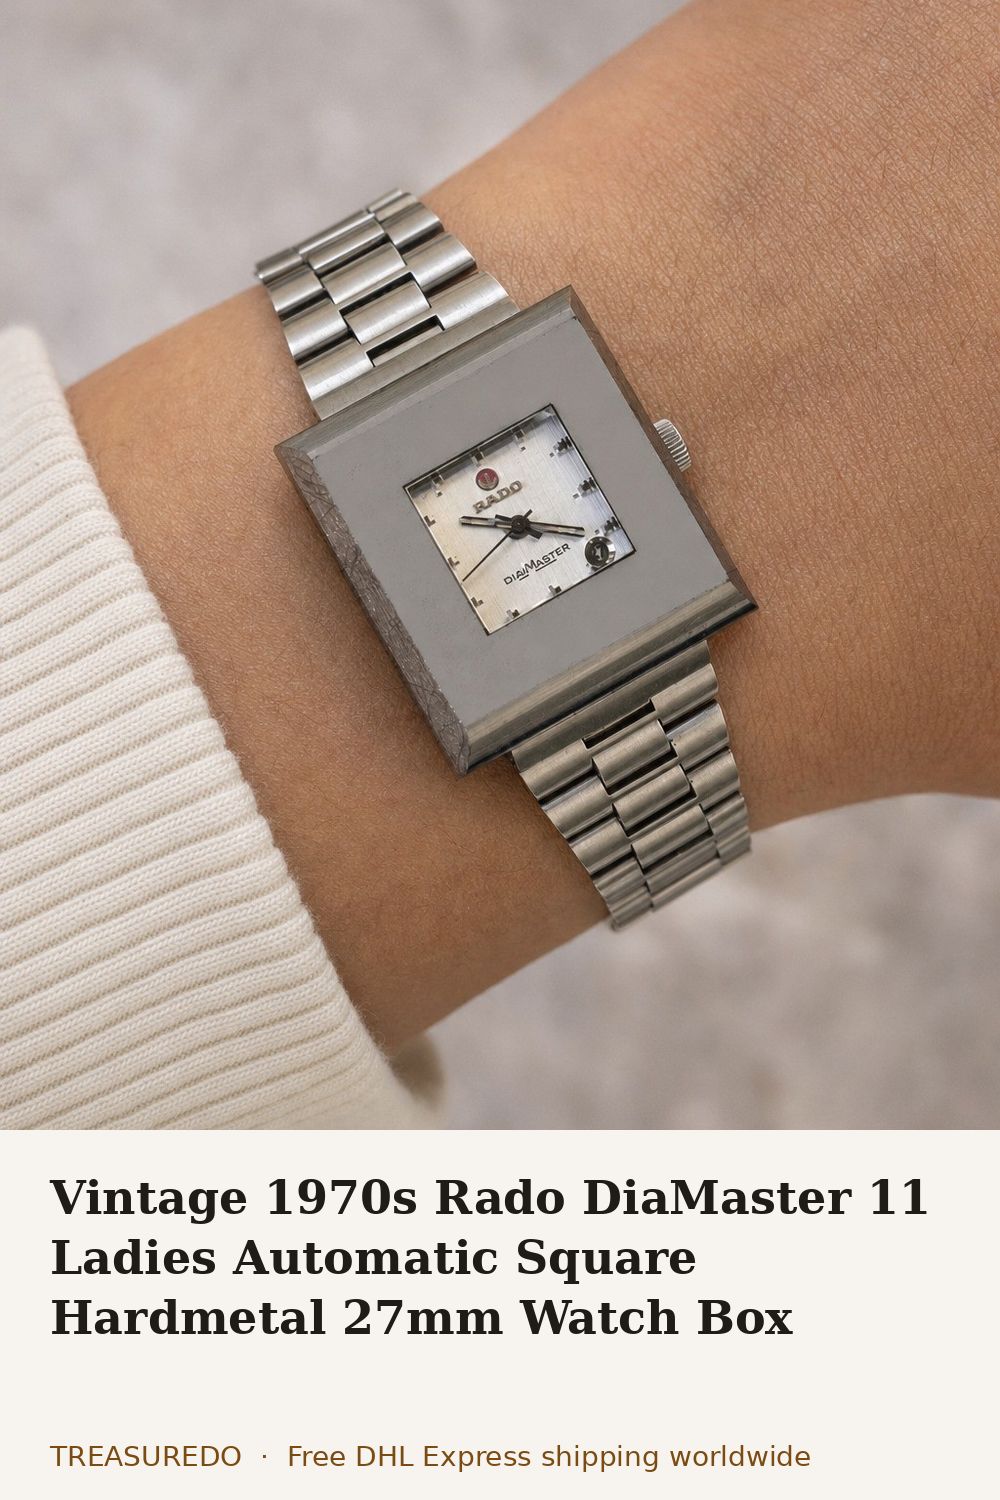 RADO
DIAMASTER
Vintage 1970s Rado DiaMaster 11
Ladies Automatic Square
Hardmetal 27mm Watch Box
TREASUREDO · Free DHL Express shipping worldwide